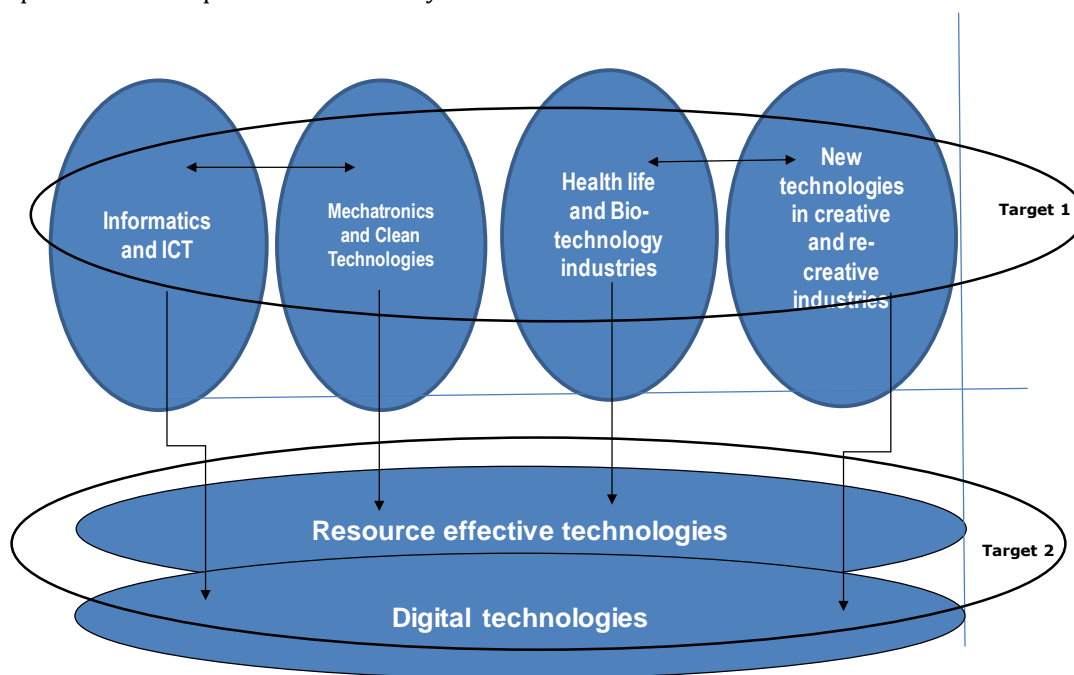 Informatics
and ICT
Mechatronics
and Clean
Technologies
Health life
and Bio-
technology
industries
New
technologies
in creative
and re-
creative
industries
Target 1
Resource effective technologies
Target 2
Digital technologies